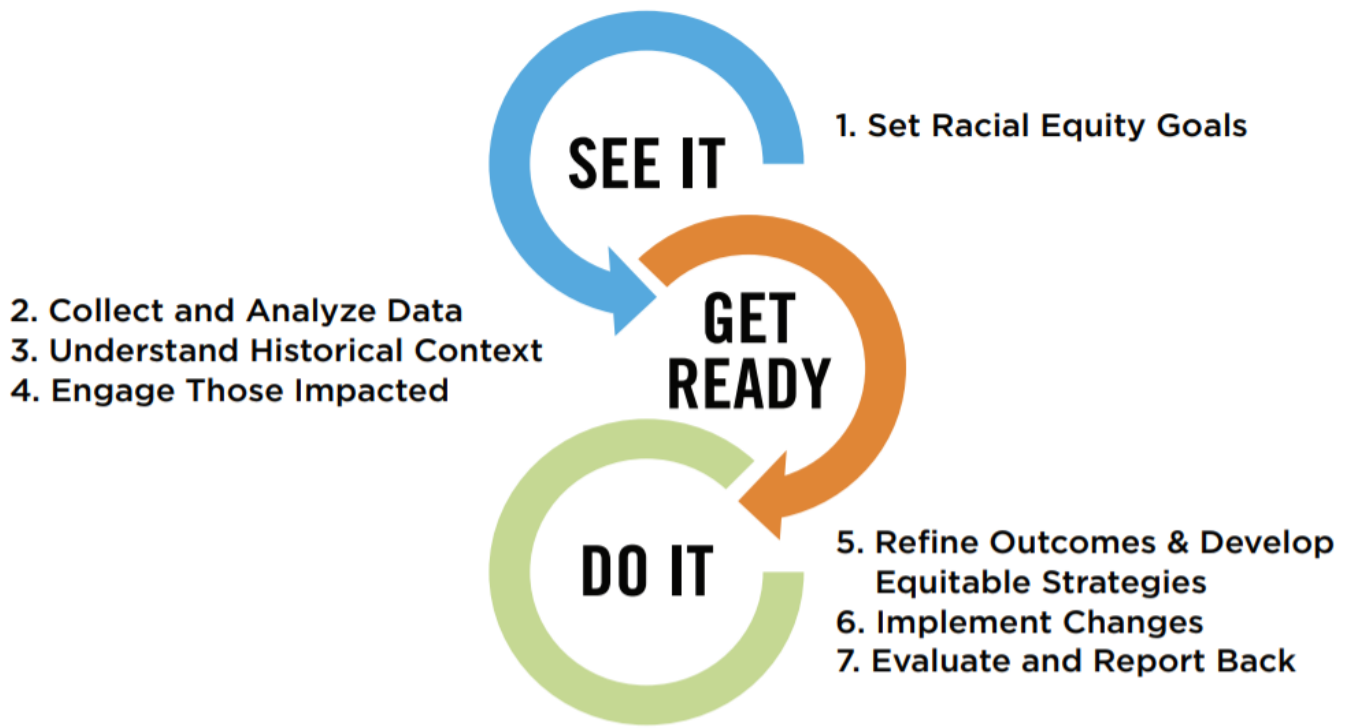 SEE IT
1. Set Racial Equity Goals
GET
READY
2. Collect and Analyze Data
3. Understand Historical Context
4. Engage Those Impacted
DO IT
5. Refine Outcomes & Develop
Equitable Strategies
6. Implement Changes
7. Evaluate and Report Back